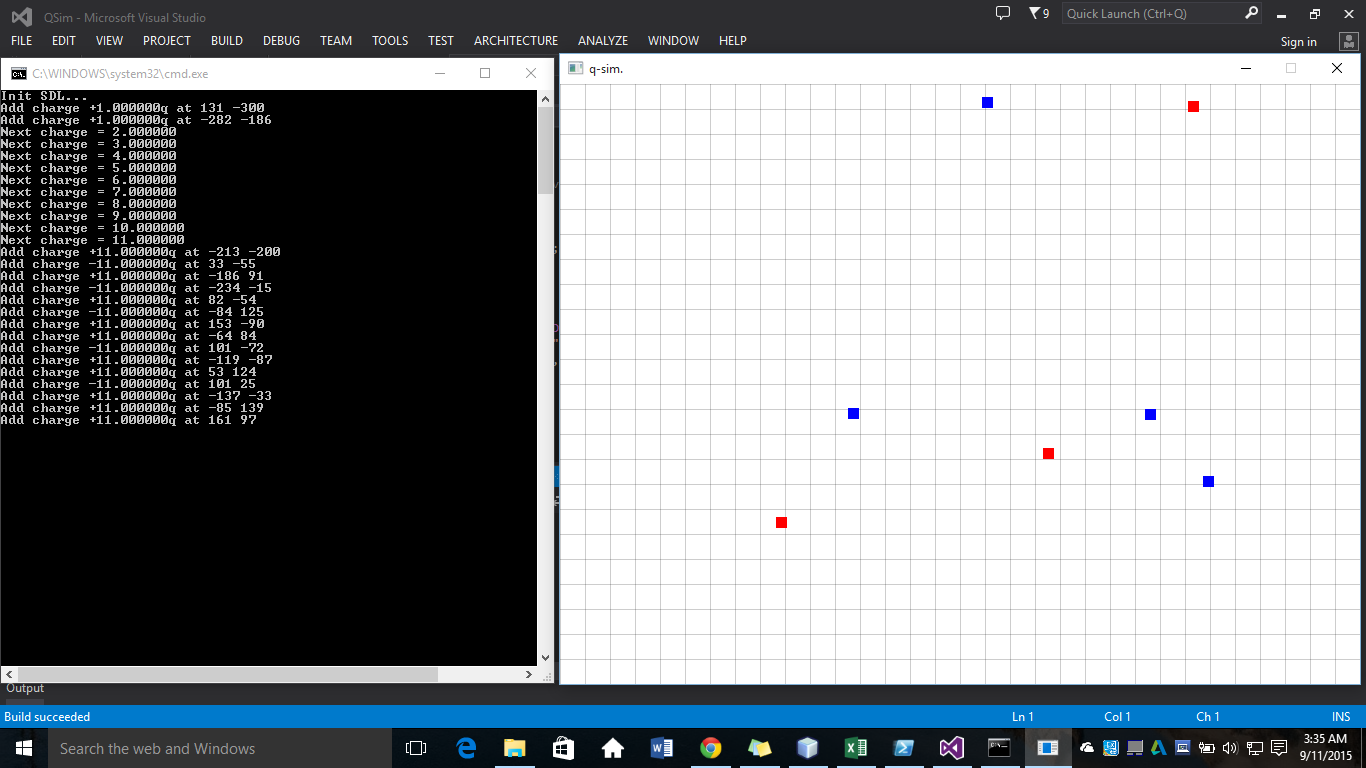 QSim - Microsoft Visual Studio
9
Quick Launch (Ctrl+Q)
FILE EDIT VIEW PROJECT BUILD DEBUG TEAM TOOLS TEST ARCHITECTURE ANALYZE WINDOW HELP
Sign in
C:\WINDOWS\system32\cmd.exe
Init SDL...
Add charge +1.000000q at 131 -300
Add charge +1.000000q at -282 -186
Next charge = 2.000000
Next charge = 3.000000
Next charge = 4.000000
Next charge = 5.000000
Next charge = 6.000000
Next charge = 7.000000
Next charge = 8.000000
Next charge = 9.000000
Next charge = 10.000000
Next charge = 11.000000
Add charge +11.000000q at -213 -200
Add charge -11.000000q at 33 -55
Add charge +11.000000q at -186 91
Add charge -11.000000q at -234 -15
Add charge +11.000000q at 82 -54
Add charge -11.000000q at -84 125
Add charge +11.000000q at 153 -90
Add charge +11.000000q at -64 84
Add charge -11.000000q at 101 -72
Add charge +11.000000q at -119 -87
Add charge +11.000000q at 53 124
Add charge -11.000000q at 101 25
Add charge +11.000000q at -137 -33
Add charge +11.000000q at -85 139
Add charge +11.000000q at 161 97
q-sim.
Output
Build succeeded
Ln 1 Col 1 Ch 1 INS
Search the web and Windows
3:35 AM
9/11/2015